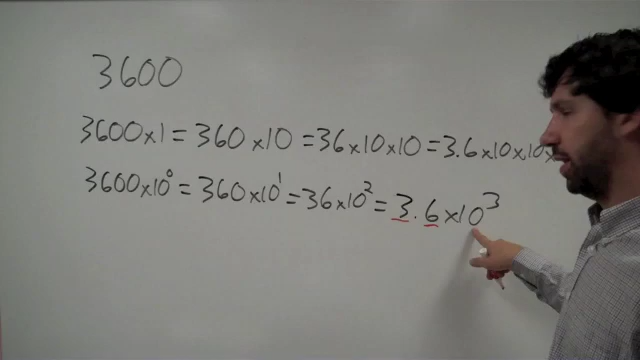 3600
3600×1 = 360×10 = 36×10×10 = 3.6×10×10×
3600×10⁰ = 360×10¹ = 36×10² = 3.6×10³